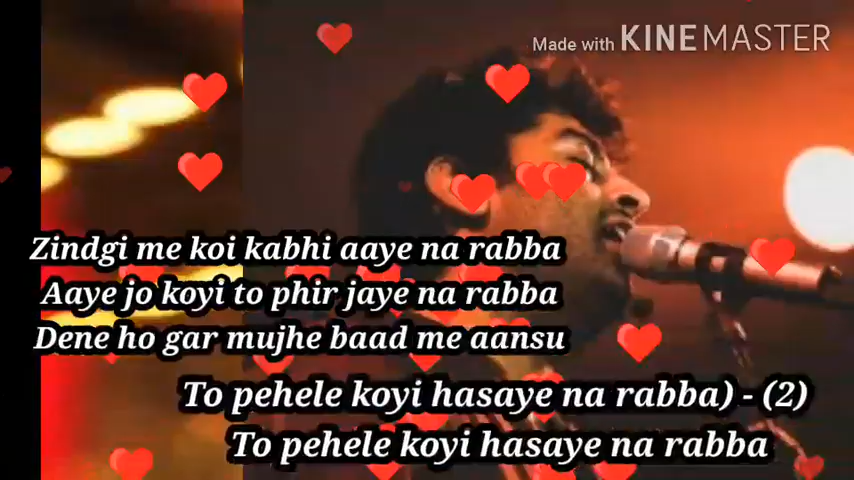 Made with KINEMASTER
Zindgi me koi kabhi aaye na rabba
Aaye jo koyi to phir jaye na rabba
Dene ho gar mujhe baad me aansu
To pehele koyi hasaye na rabba) - (2)
To pehele koyi hasaye na rabba